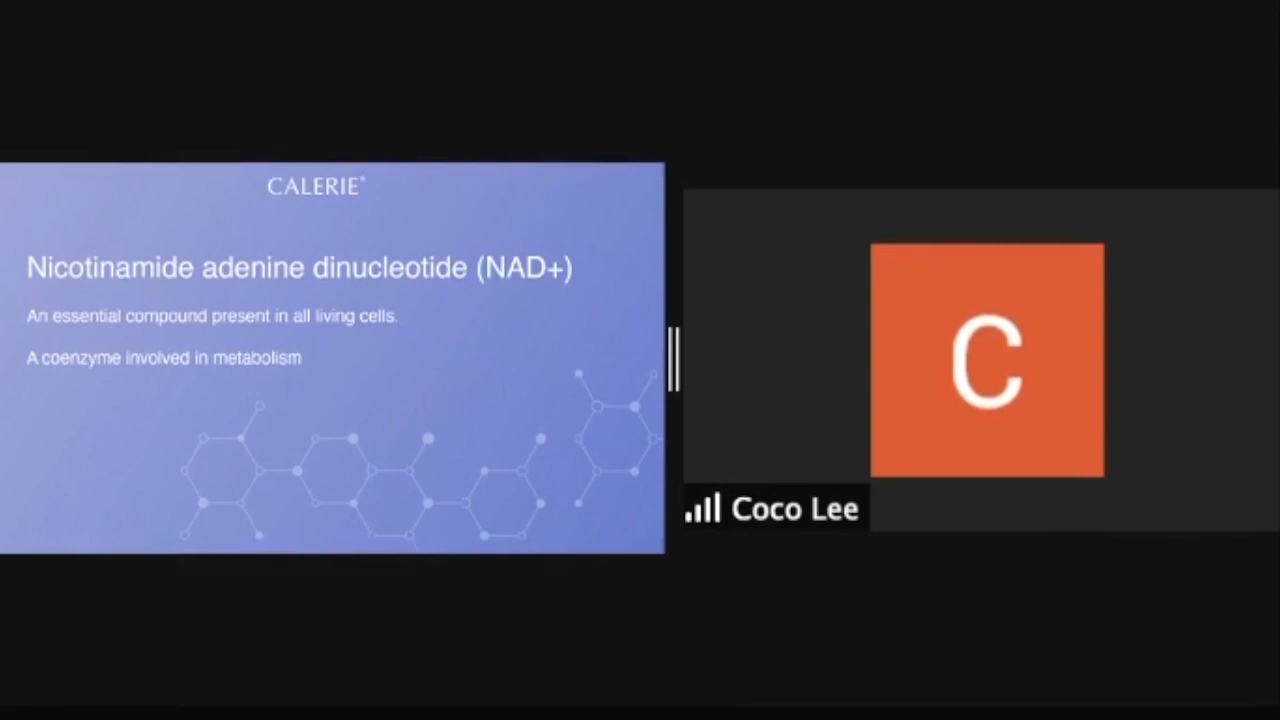 CALERIE®
Nicotinamide adenine dinucleotide (NAD+)
An essential compound present in all living cells.
A coenzyme involved in metabolism
C
Coco Lee